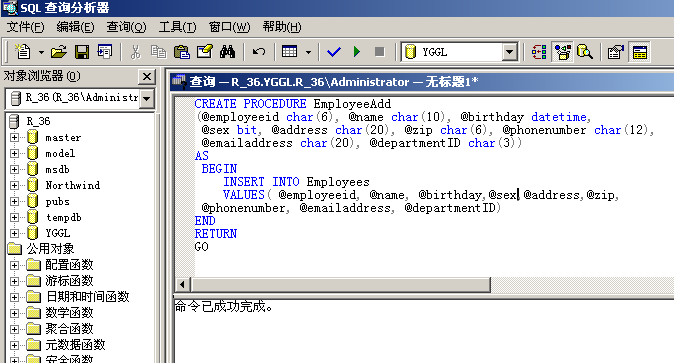 SQL 查询分析器
文件(F) 编辑(E) 查询(Q) 工具(T) 窗口(W) 帮助(H)
YGGL
对象浏览器(O)
R_36(R_36\Administr
R_36
master
model
msdb
Northwind
pubs
tempdb
YGGL
公用对象
配置函数
游标函数
日期和时间函数
数学函数
聚合函数
元数据函数
安全函数
查询 — R_36.YGGL.R_36\Administrator — 无标题1*
CREATE PROCEDURE EmployeeAdd
(@employeeid char(6), @name char(10), @birthday datetime,
@sex bit, @address char(20), @zip char(6), @phonenumber char(12),
@emailaddress char(20), @departmentID char(3))
AS
BEGIN
INSERT INTO Employees
VALUES( @employeeid, @name, @birthday,@sex,@address,@zip,
@phonenumber, @emailaddress, @departmentID)
END
RETURN
GO
命令已成功完成。